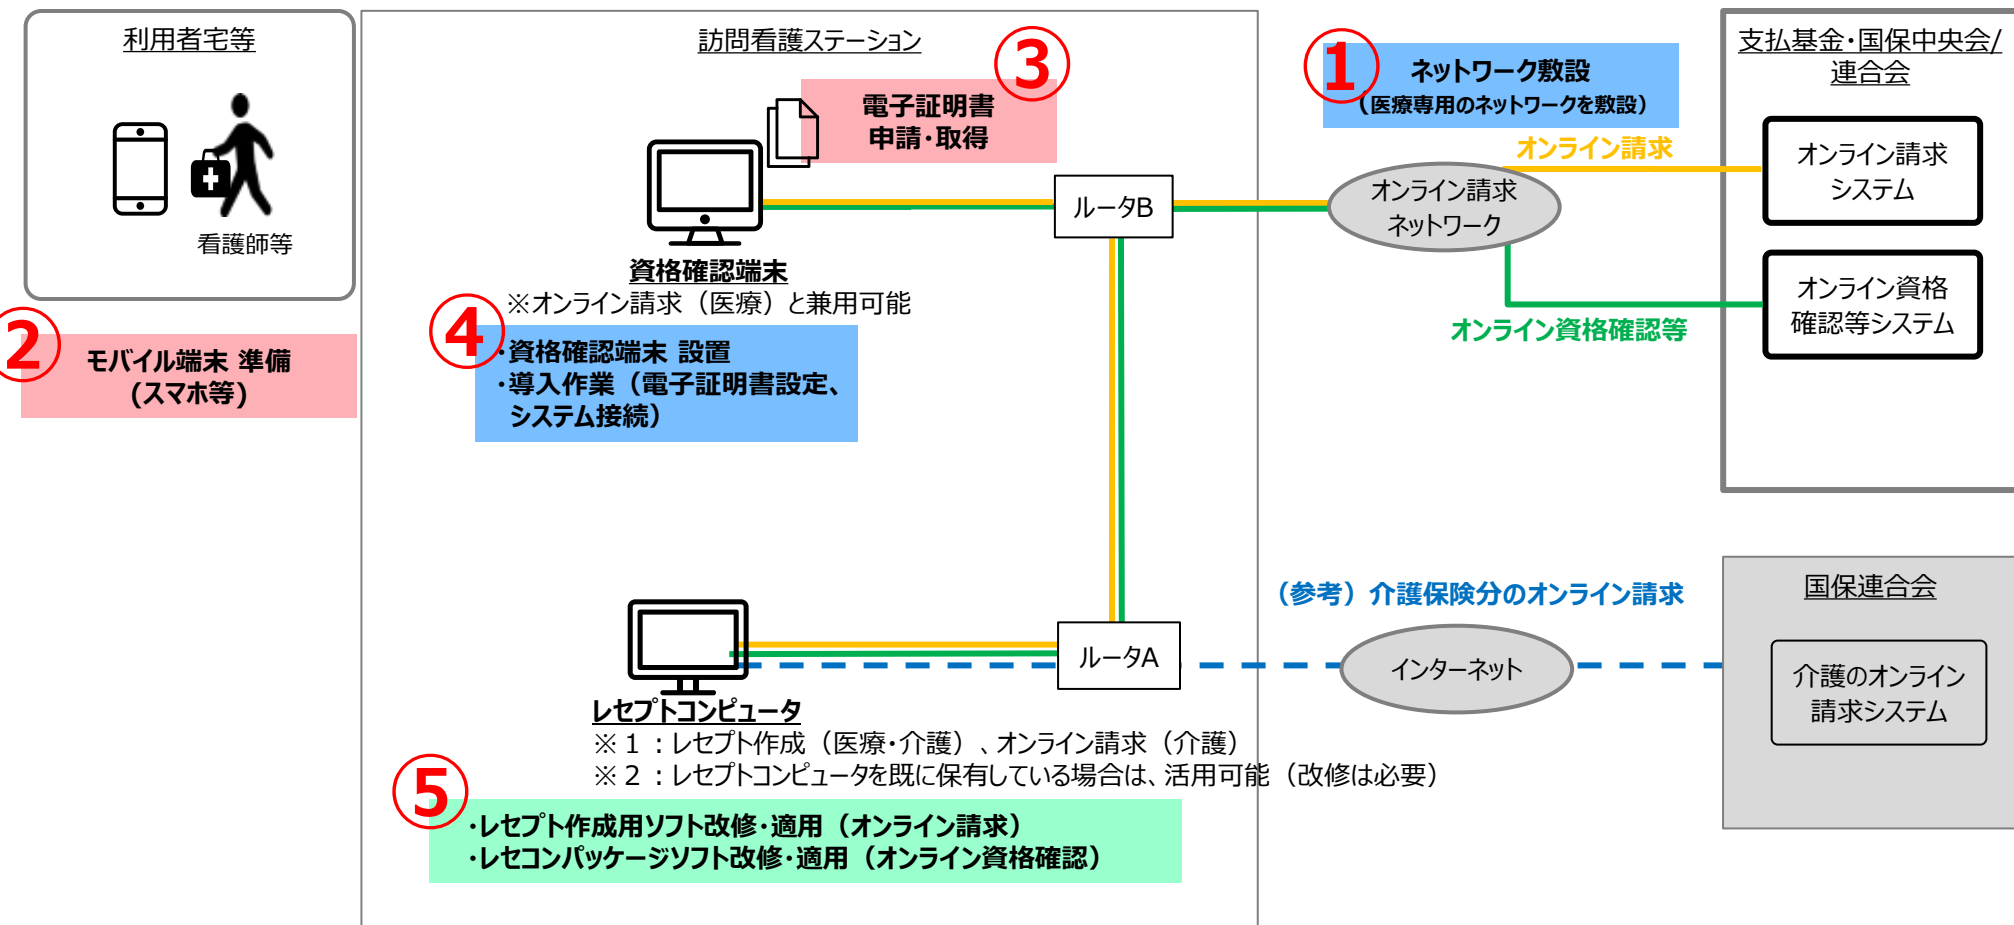 利用者宅等
看護師等
②
モバイル端末 準備
(スマホ等)
訪問看護ステーション
③
電子証明書
申請・取得
資格確認端末
※オンライン請求（医療）と兼用可能
④
・資格確認端末 設置
・導入作業（電子証明書設定、
システム接続）
ルータB
①
ネットワーク敷設
（医療専用のネットワークを敷設）
オンライン請求
オンライン請求
ネットワーク
オンライン資格確認等
支払基金・国保中央会/
連合会
オンライン請求
システム
オンライン資格
確認等システム
ルータA
レセプトコンピュータ
※１：レセプト作成（医療・介護）、オンライン請求（介護）
※２：レセプトコンピュータを既に保有している場合は、活用可能（改修は必要）
⑤
・レセプト作成用ソフト改修・適用（オンライン請求）
・レセコンパッケージソフト改修・適用（オンライン資格確認）
（参考）介護保険分のオンライン請求
インターネット
国保連合会
介護のオンライン
請求システム